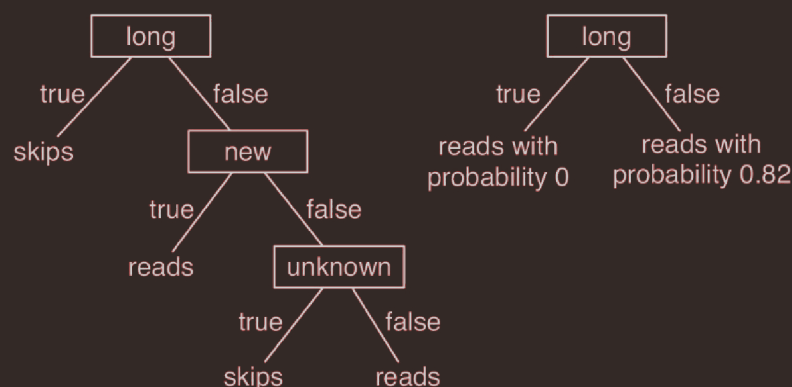 long
true
false
skips
new
true
false
reads
unknown
true
false
skips
reads
long
true
false
reads with
probability 0
reads with
probability 0.82